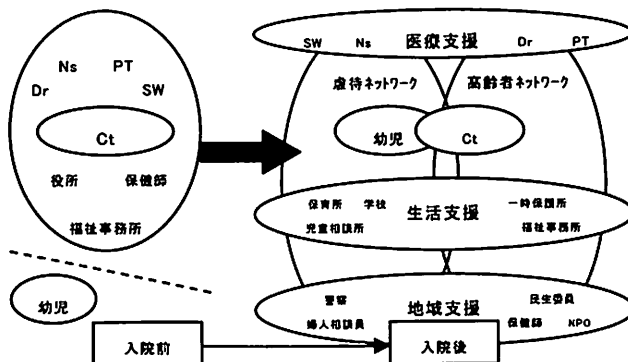 Ns PT
Dr SW
Ct
役所 保健師
福祉事務所
幼児
入院前
SW Ns 医療支援 Dr PT
虐待ネットワーク 高齢者ネットワーク
幼児 Ct
保育所 学校 生活支援 一時保護所
児童相談所 福祉事務所
警察 地域支援 民生委員
婦人相談員 保健師 NPO
入院後